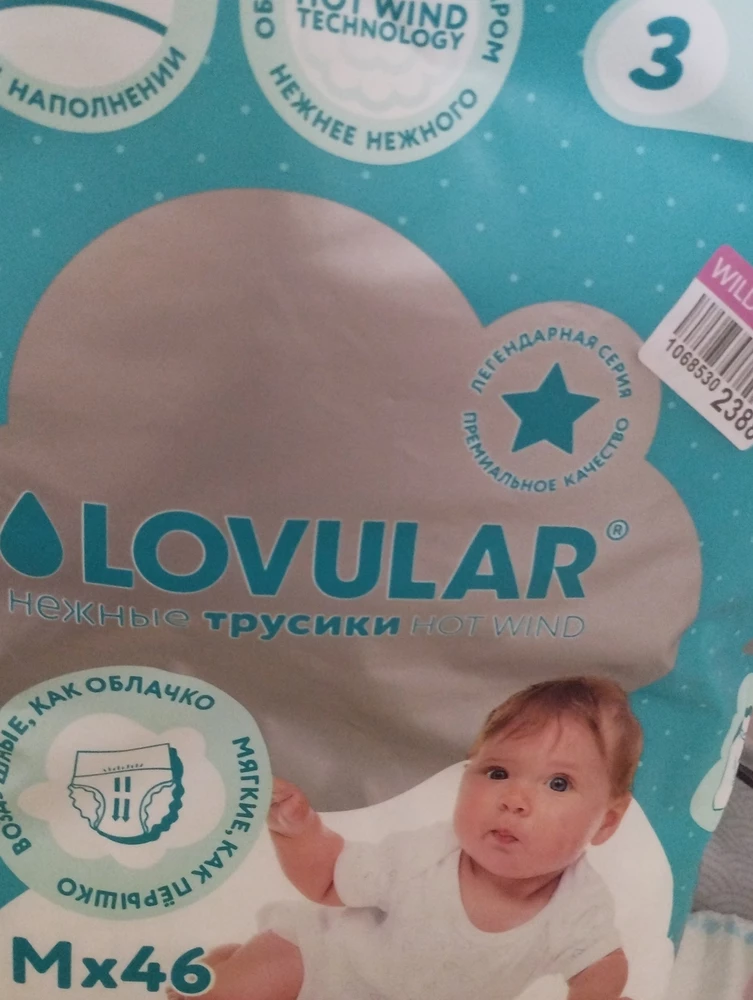 НАПОЛНЕНИИ
HOT WIND
TECHNOLOGY
НЕЖНЕЕ НЕЖНОГО
3
ЛЕГЕНДАРНАЯ СЕРИЯ
ПРЕМИАЛЬНОЕ КАЧЕСТВО
1068530
LOVULAR®
нежные трусики HOT WIND
КАК ОБЛАЧКО
МЯГКИЕ, КАК ПЁРЫШКО
Mx46